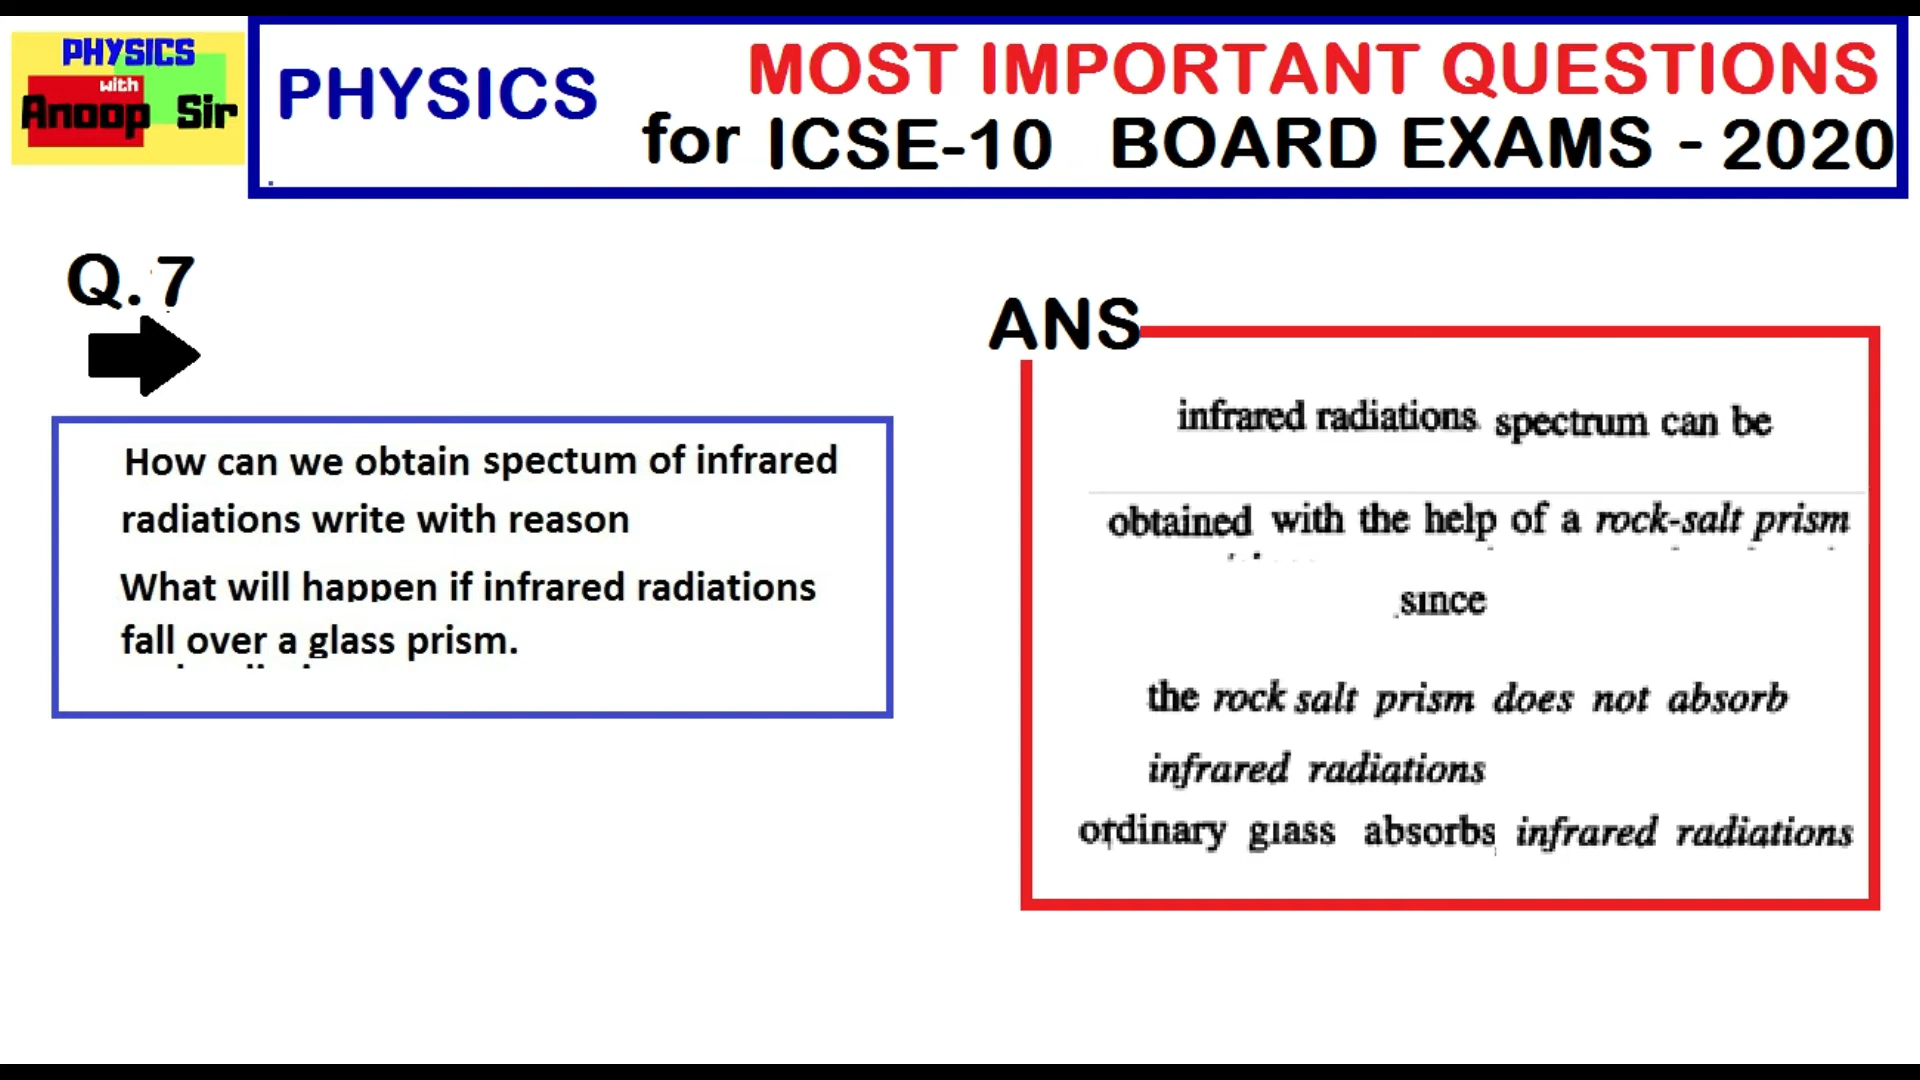 PHYSICS
with
Anoop Sir
PHYSICS
MOST IMPORTANT QUESTIONS
for ICSE-10 BOARD EXAMS - 2020
Q.7
How can we obtain spectum of infrared
radiations write with reason
What will happen if infrared radiations
fall over a glass prism.
ANS
infrared radiations spectrum can be
obtained with the help of a rock-salt prism
since
the rock salt prism does not absorb
infrared radiations
ordinary glass absorbs infrared radiations